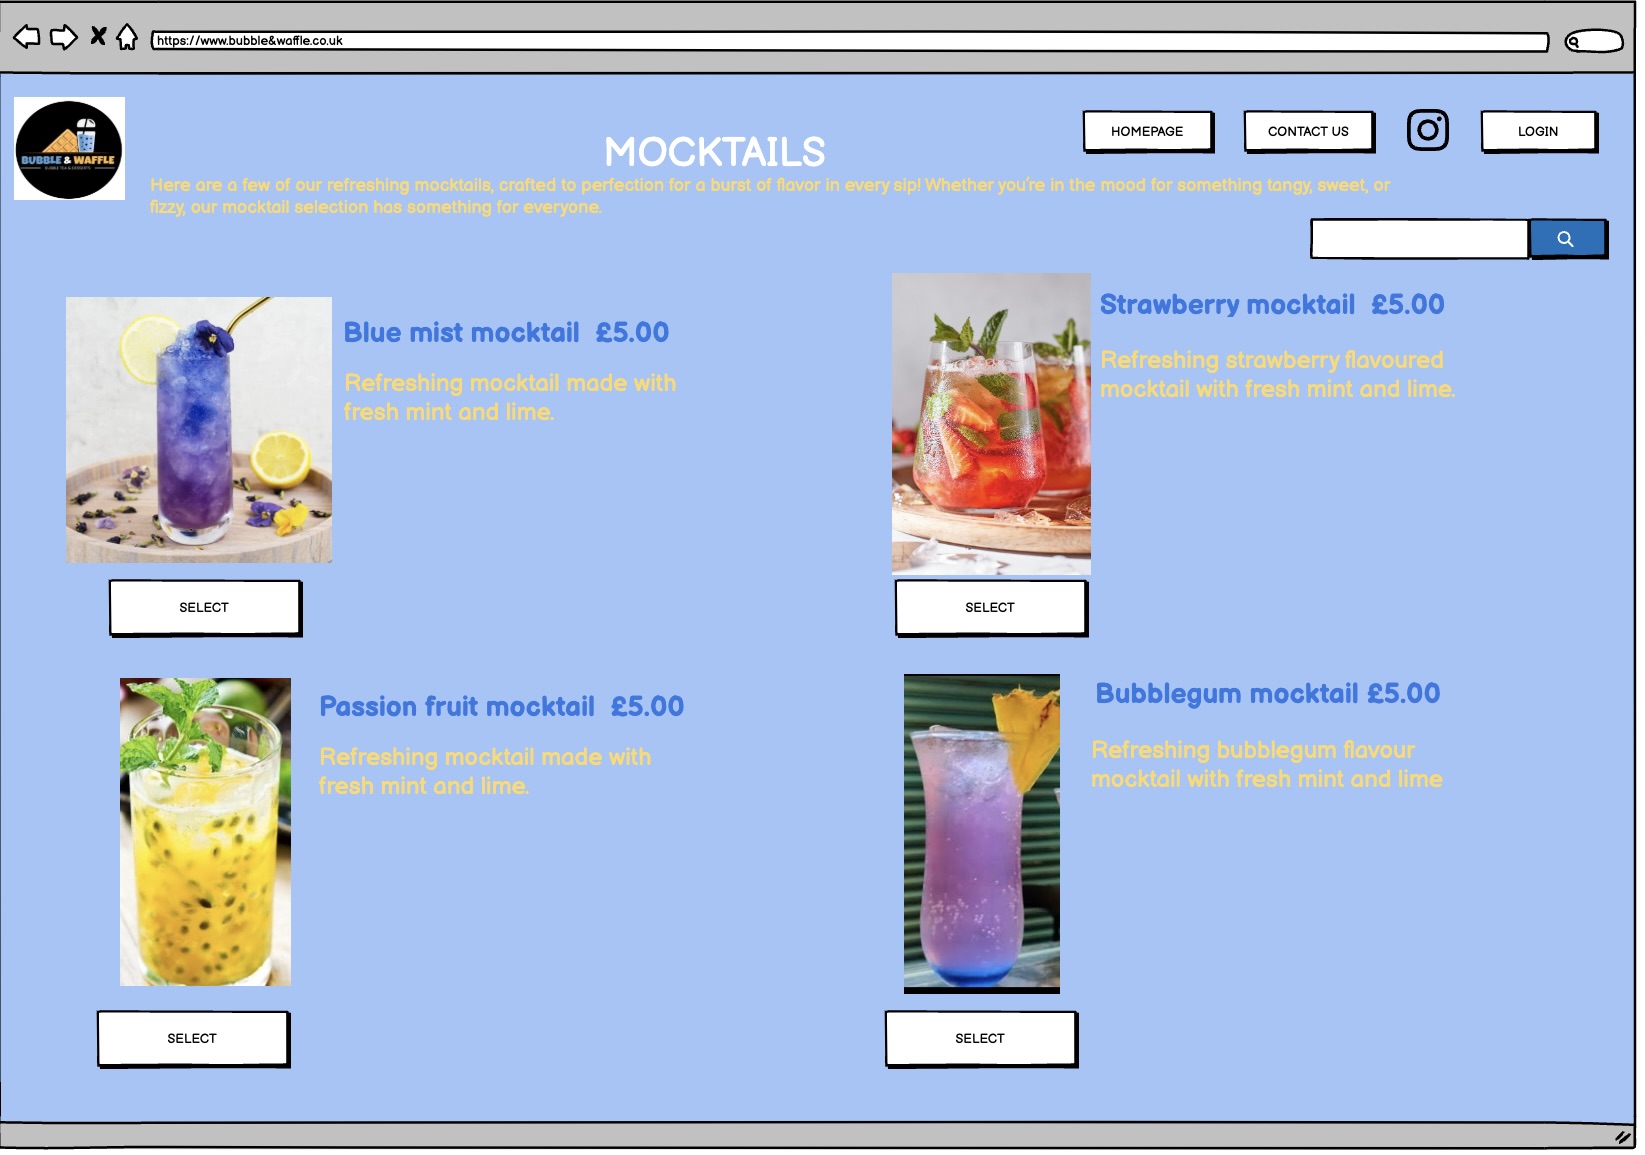 https://www.bubble&waffle.co.uk
BUBBLE & WAFFLE
BUBBLE TEA & DESSERTS
HOMEPAGE
CONTACT US
LOGIN
MOCKTAILS
Here are a few of our refreshing mocktails, crafted to perfection for a burst of flavor in every sip! Whether you're in the mood for something tangy, sweet, or
fizzy, our mocktail selection has something for everyone.
Blue mist mocktail £5.00
Refreshing mocktail made with
fresh mint and lime.
SELECT
Strawberry mocktail £5.00
Refreshing strawberry flavoured
mocktail with fresh mint and lime.
SELECT
Passion fruit mocktail £5.00
Refreshing mocktail made with
fresh mint and lime.
SELECT
Bubblegum mocktail £5.00
Refreshing bubblegum flavour
mocktail with fresh mint and lime
SELECT